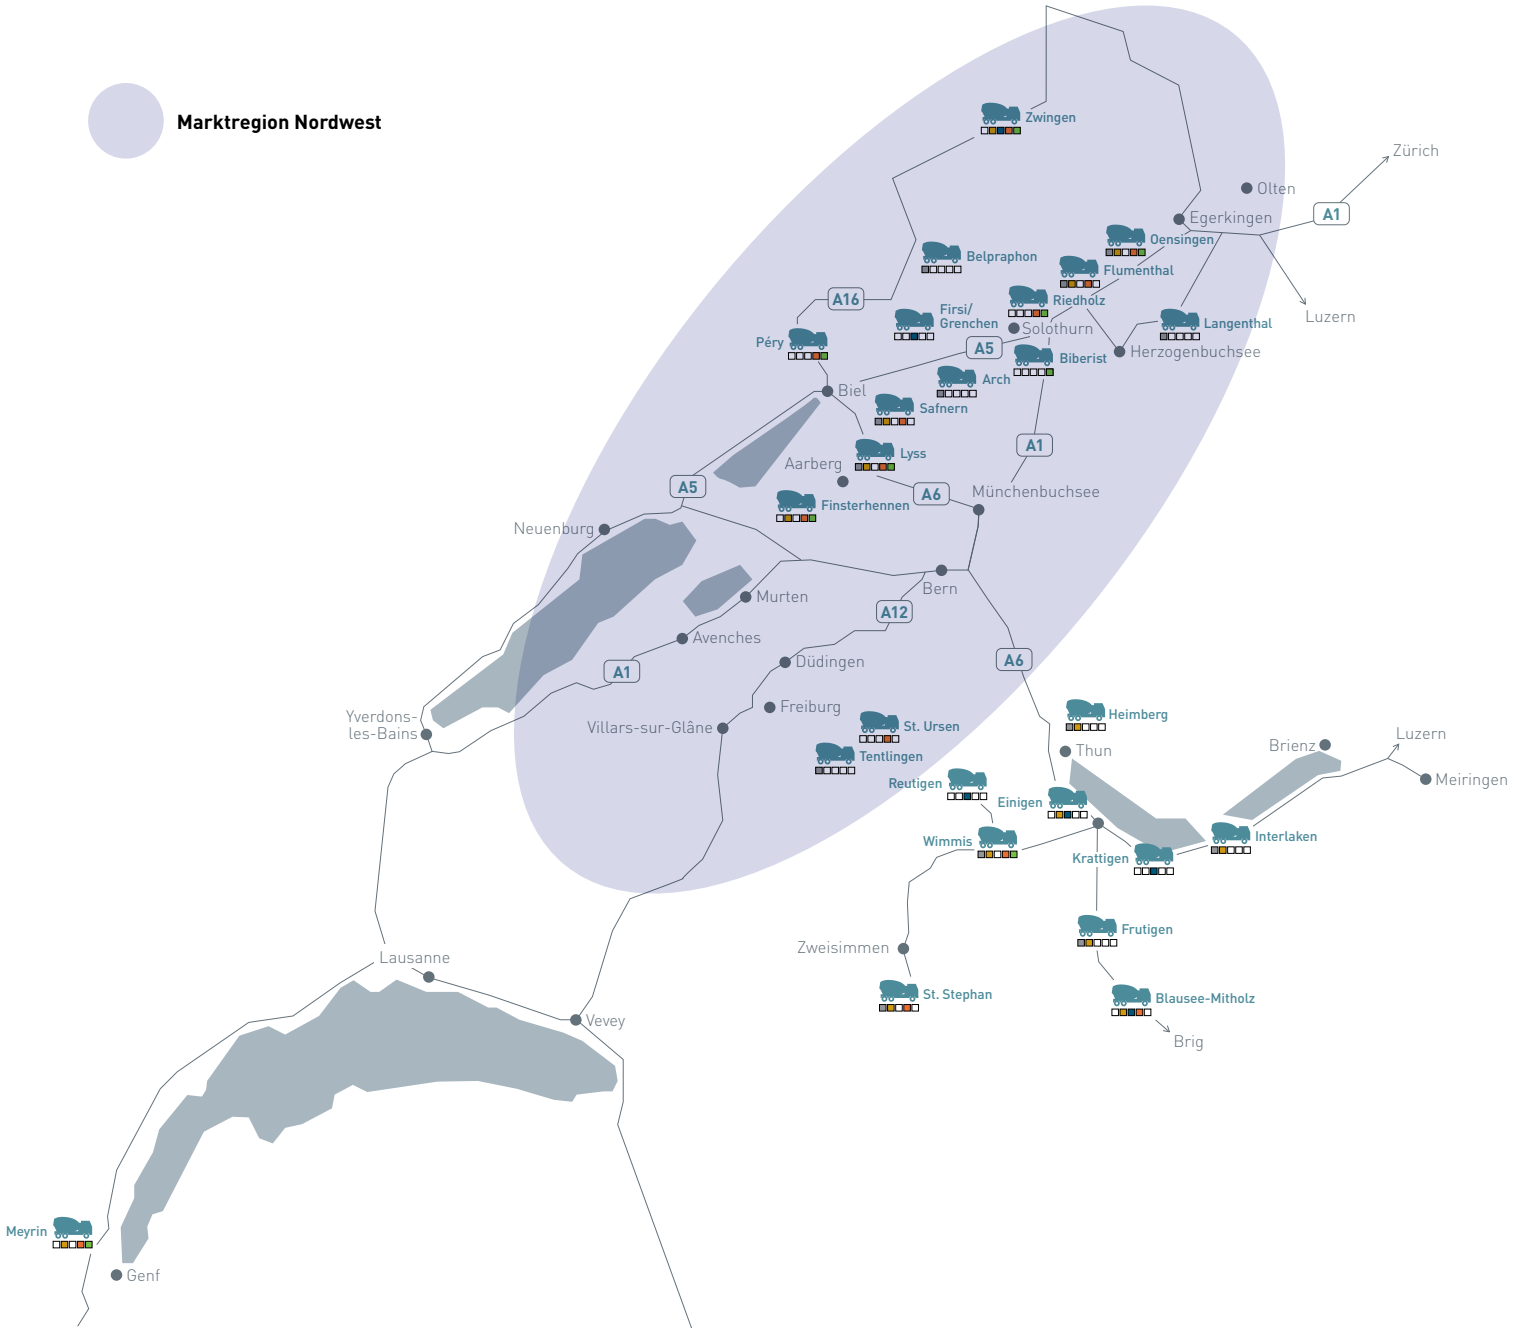 Marktregion Nordwest
Zwingen
Zürich
Olten
A1
Egerkingen
Oensingen
Belpraphon
Flumenthal
A16
Riedholz
Firsi/
Grenchen
Luzern
Langenthal
Solothurn
Péry
A5
Herzogenbuchsee
Biberist
Arch
Biel
Safnern
A1
Lyss
Aarberg
A5
A6
Münchenbuchsee
Finsterhennen
Neuenburg
Bern
Murten
A12
Avenches
A6
Düdingen
A1
Freiburg
Heimberg
Yverdons-
les-Bains
Villars-sur-Glâne
St. Ursen
Luzern
Brienz
Thun
Tentlingen
Meiringen
Reutigen
Einigen
Wimmis
Interlaken
Krattigen
Frutigen
Zweisimmen
Lausanne
St. Stephan
Blausee-Mitholz
Vevey
Brig
Meyrin
Genf